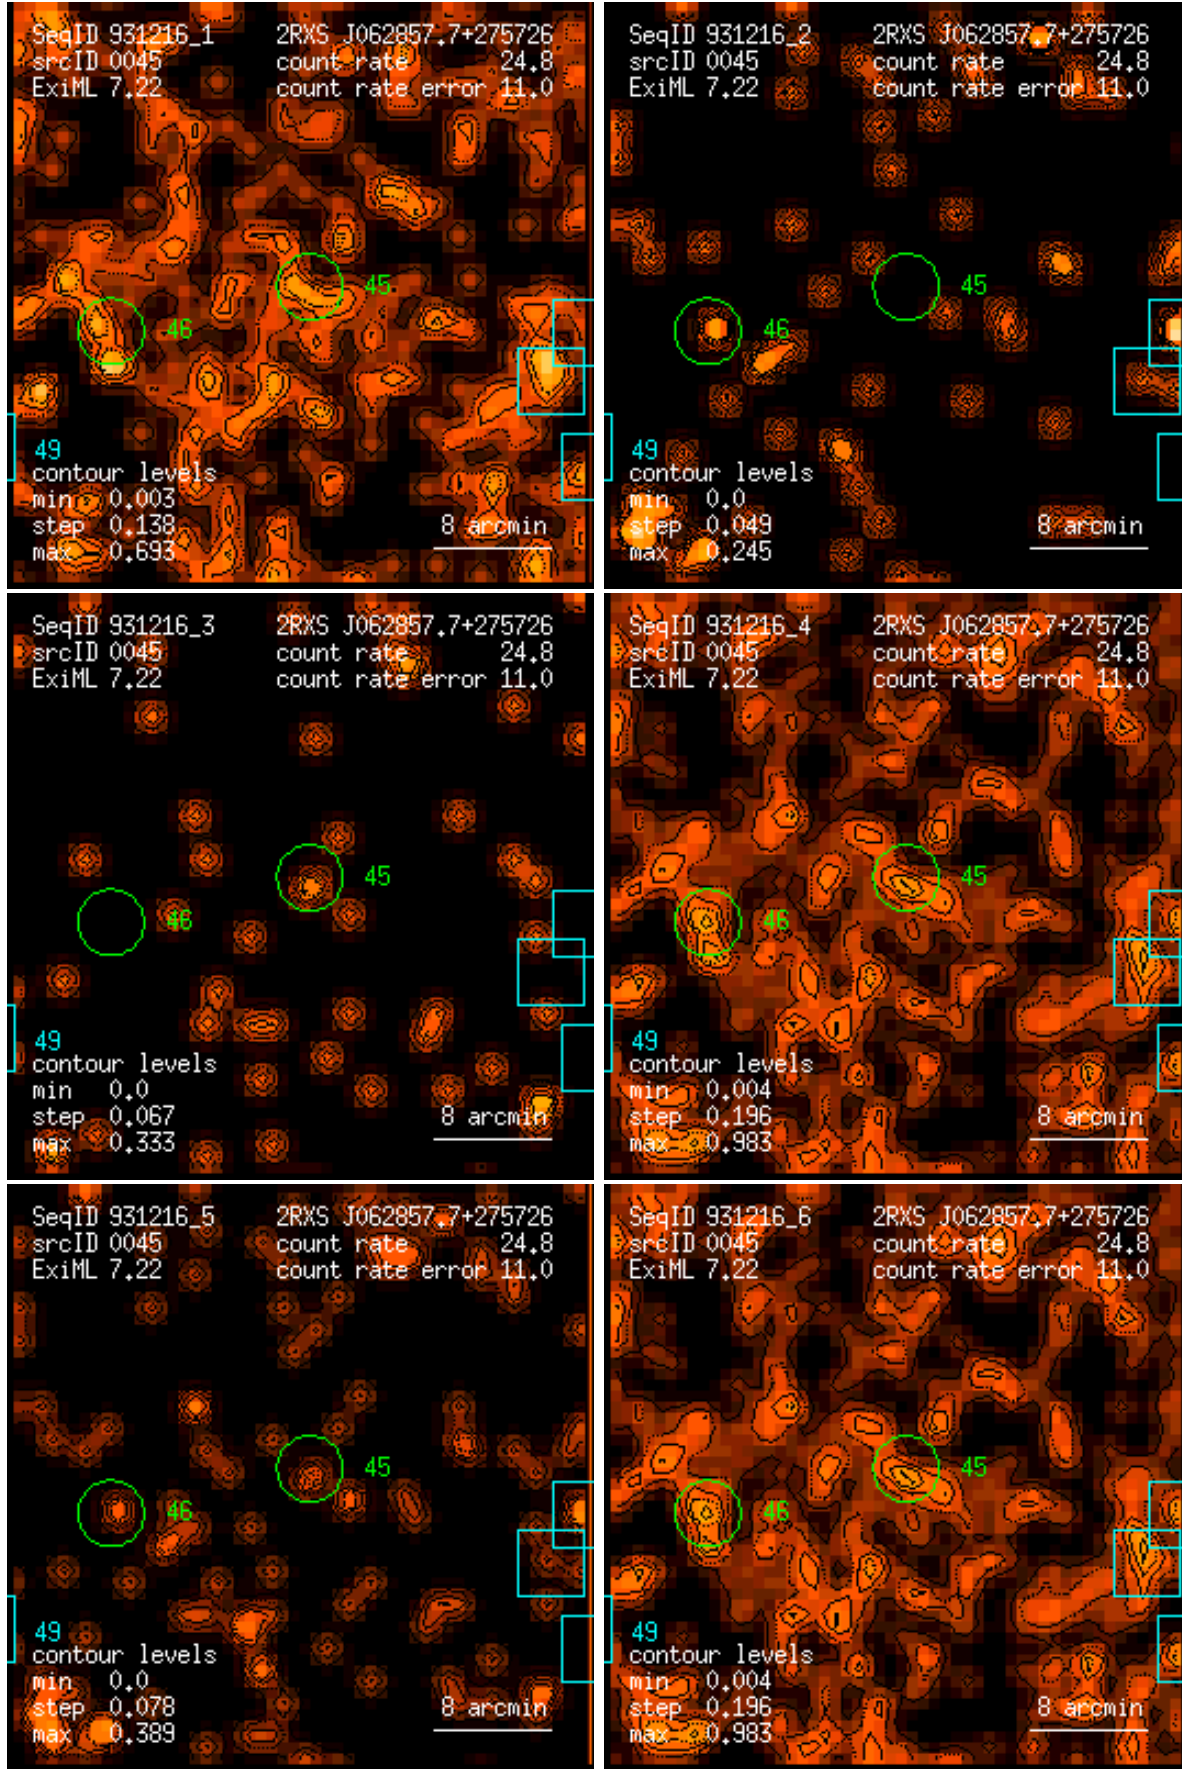 SeqID 931216_1 2RXS J062857.7+275726
srcID 0045 count rate 24.8
ExiML 7.22 count rate error 11.0
45
46
49
contour levels
min 0.003
step 0.138 8 arcmin
max 0.693
SeqID 931216_2 2RXS J062857.7+275726
srcID 0045 count rate 24.8
ExiML 7.22 count rate error 11.0
45
46
49
contour levels
min 0.0
step 0.049 8 arcmin
max 0.245
SeqID 931216_3 2RXS J062857.7+275726
srcID 0045 count rate 24.8
ExiML 7.22 count rate error 11.0
45
46
49
contour levels
min 0.0
step 0.067 8 arcmin
max 0.333
SeqID 931216_4 2RXS J062857.7+275726
srcID 0045 count rate 24.8
ExiML 7.22 count rate error 11.0
45
46
49
contour levels
min 0.004
step 0.196 8 arcmin
max 0.983
SeqID 931216_5 2RXS J062857.7+275726
srcID 0045 count rate 24.8
ExiML 7.22 count rate error 11.0
45
46
49
contour levels
min 0.0
step 0.078 8 arcmin
max 0.389
SeqID 931216_6 2RXS J062857.7+275726
srcID 0045 count rate 24.8
ExiML 7.22 count rate error 11.0
45
46
49
contour levels
min 0.004
step 0.196 8 arcmin
max 0.983